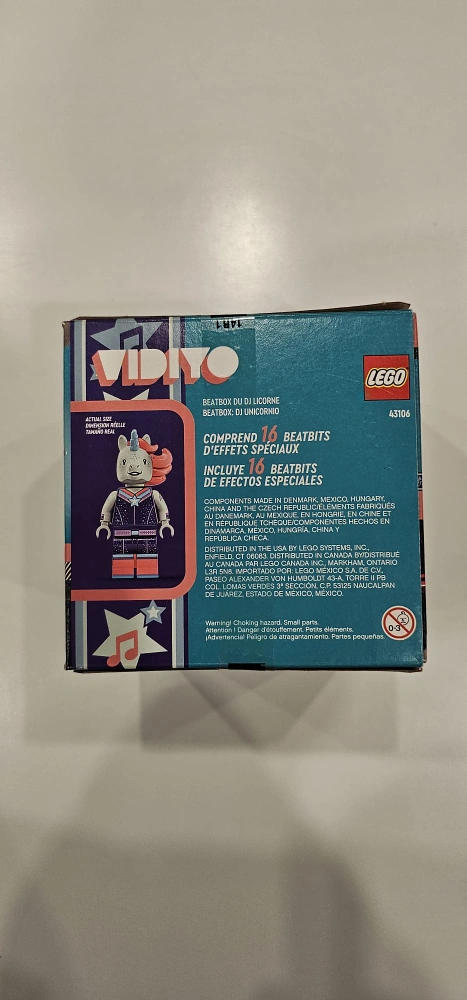 VIDIYO™
LEGO
43106
ACTUAL SIZE
DIMENSION RÉELLE
TAMAÑO REAL
BEATBOX DU DJ LICORNE
BEATBOX: DJ UNICORNIO
COMPREND 16 BEATBITS
D'EFFETS SPÉCIAUX
INCLUYE 16 BEATBITS
DE EFECTOS ESPECIALES
COMPONENTS MADE IN DENMARK, MEXICO, HUNGARY,
CHINA AND THE CZECH REPUBLIC/ÉLÉMENTS FABRIQUÉS
AU DANEMARK, AU MEXIQUE, EN HONGRIE, EN CHINE ET
EN RÉPUBLIQUE TCHÈQUE/COMPONENTES HECHOS EN
DINAMARCA, MÉXICO, HUNGRÍA, CHINA Y
REPÚBLICA CHECA.
DISTRIBUTED IN THE USA BY LEGO SYSTEMS, INC.,
ENFIELD, CT 06083. DISTRIBUTED IN CANADA BY/DISTRIBUÉ
AU CANADA PAR LEGO CANADA INC., MARKHAM, ONTARIO
L3R 5N6. IMPORTADO POR: LEGO MÉXICO S.A. DE C.V.,
PASEO ALEXANDER VON HUMBOLDT 43-A, TORRE II PB
COL. LOMAS VERDES 3ª SECCIÓN, C.P. 53125 NAUCALPAN
DE JUÁREZ, ESTADO DE MÉXICO, MÉXICO.
Warning! Choking hazard. Small parts.
Attention ! Danger d'étouffement. Petits éléments.
¡Advertencia! Peligro de atragantamiento. Partes pequeñas.
0-3